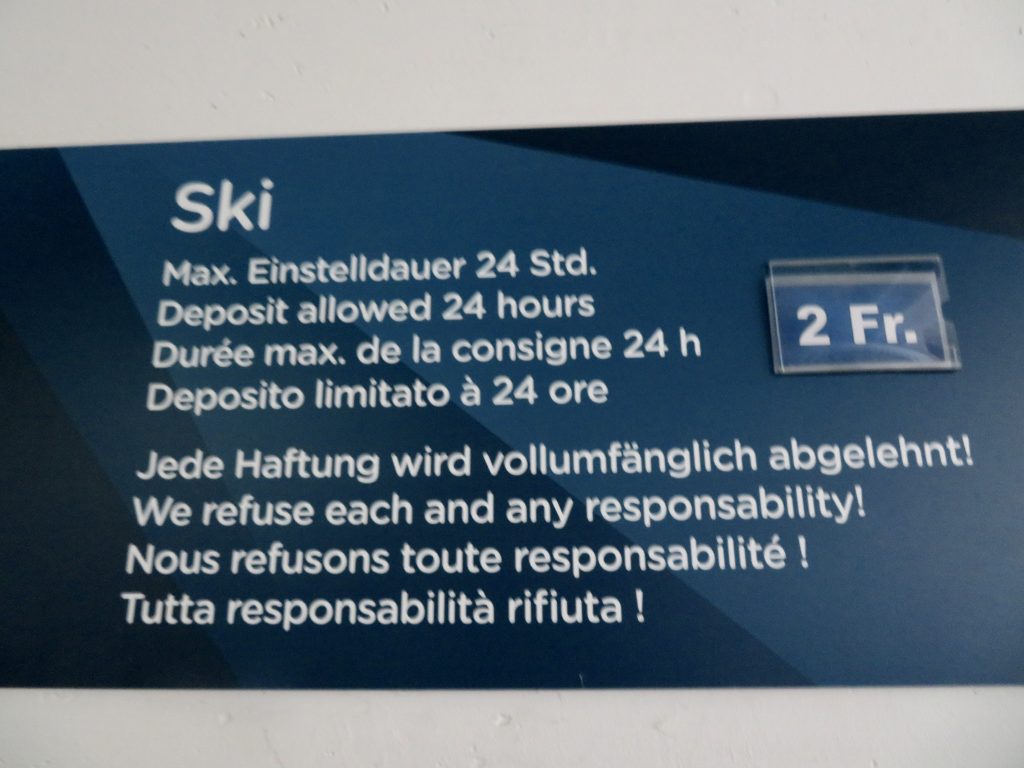 Ski
Max. Einstelldauer 24 Std.
Deposit allowed 24 hours
Durée max. de la consigne 24 h
Deposito limitato à 24 ore
2 Fr.
Jede Haftung wird vollumfänglich abgelehnt!
We refuse each and any responsability!
Nous refusons toute responsabilité !
Tutta responsabilità rifiuta !